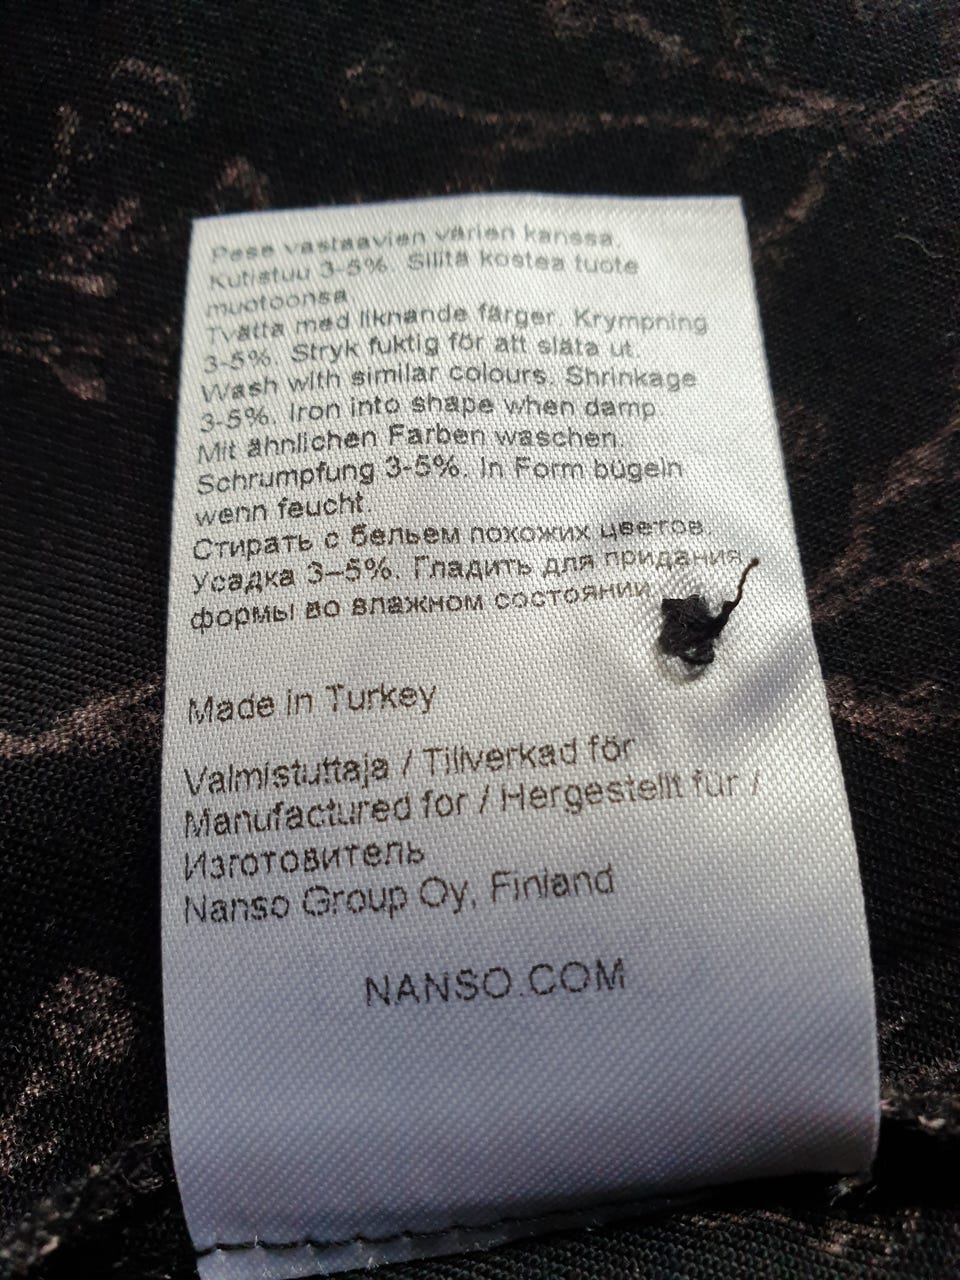 Pese vastaavien värien kanssa.
Kutistuu 3-5%. Silitä kostea tuote
muotoonsa.
Tvätta med liknande färger. Krympning
3-5%. Stryk fuktig för att släta ut.
Wash with similar colours. Shrinkage
3-5%. Iron into shape when damp.
Mit ähnlichen Farben waschen.
Schrumpfung 3-5%. In Form bügeln
wenn feucht.
Стирать с бельем похожих цветов.
Усадка 3–5%. Гладить для придания
формы во влажном состоянии.
Made in Turkey
Valmistuttaja / Tillverkad för
Manufactured for / Hergestellt für /
Изготовитель
Nanso Group Oy, Finland
NANSO.COM